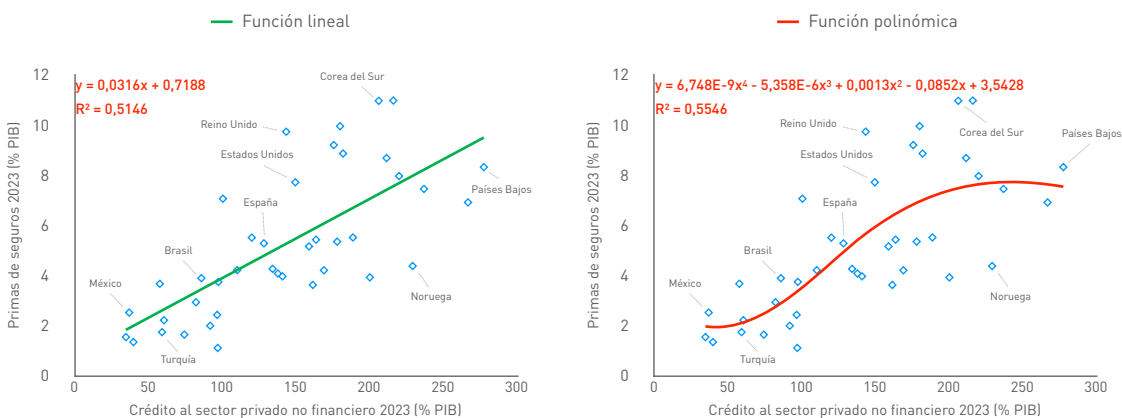 Función lineal
12
10
8
6
4
2
0
0
50
100
150
200
250
300
Primas de seguros 2023 (% PIB)
Crédito al sector privado no financiero 2023 (% PIB)
y = 0,0316x + 0,7188
R² = 0,5146
Corea del Sur
Reino Unido
Estados Unidos
Países Bajos
España
Brasil
México
Noruega
Turquía
Función polinómica
12
10
8
6
4
2
0
0
50
100
150
200
250
300
Primas de seguros 2023 (% PIB)
Crédito al sector privado no financiero 2023 (% PIB)
y = 6,748E-9x⁴ - 5,358E-6x³ + 0,0013x² - 0,0852x + 3,5428
R² = 0,5546
Reino Unido
Corea del Sur
Países Bajos
Estados Unidos
España
Brasil
México
Noruega
Turquía